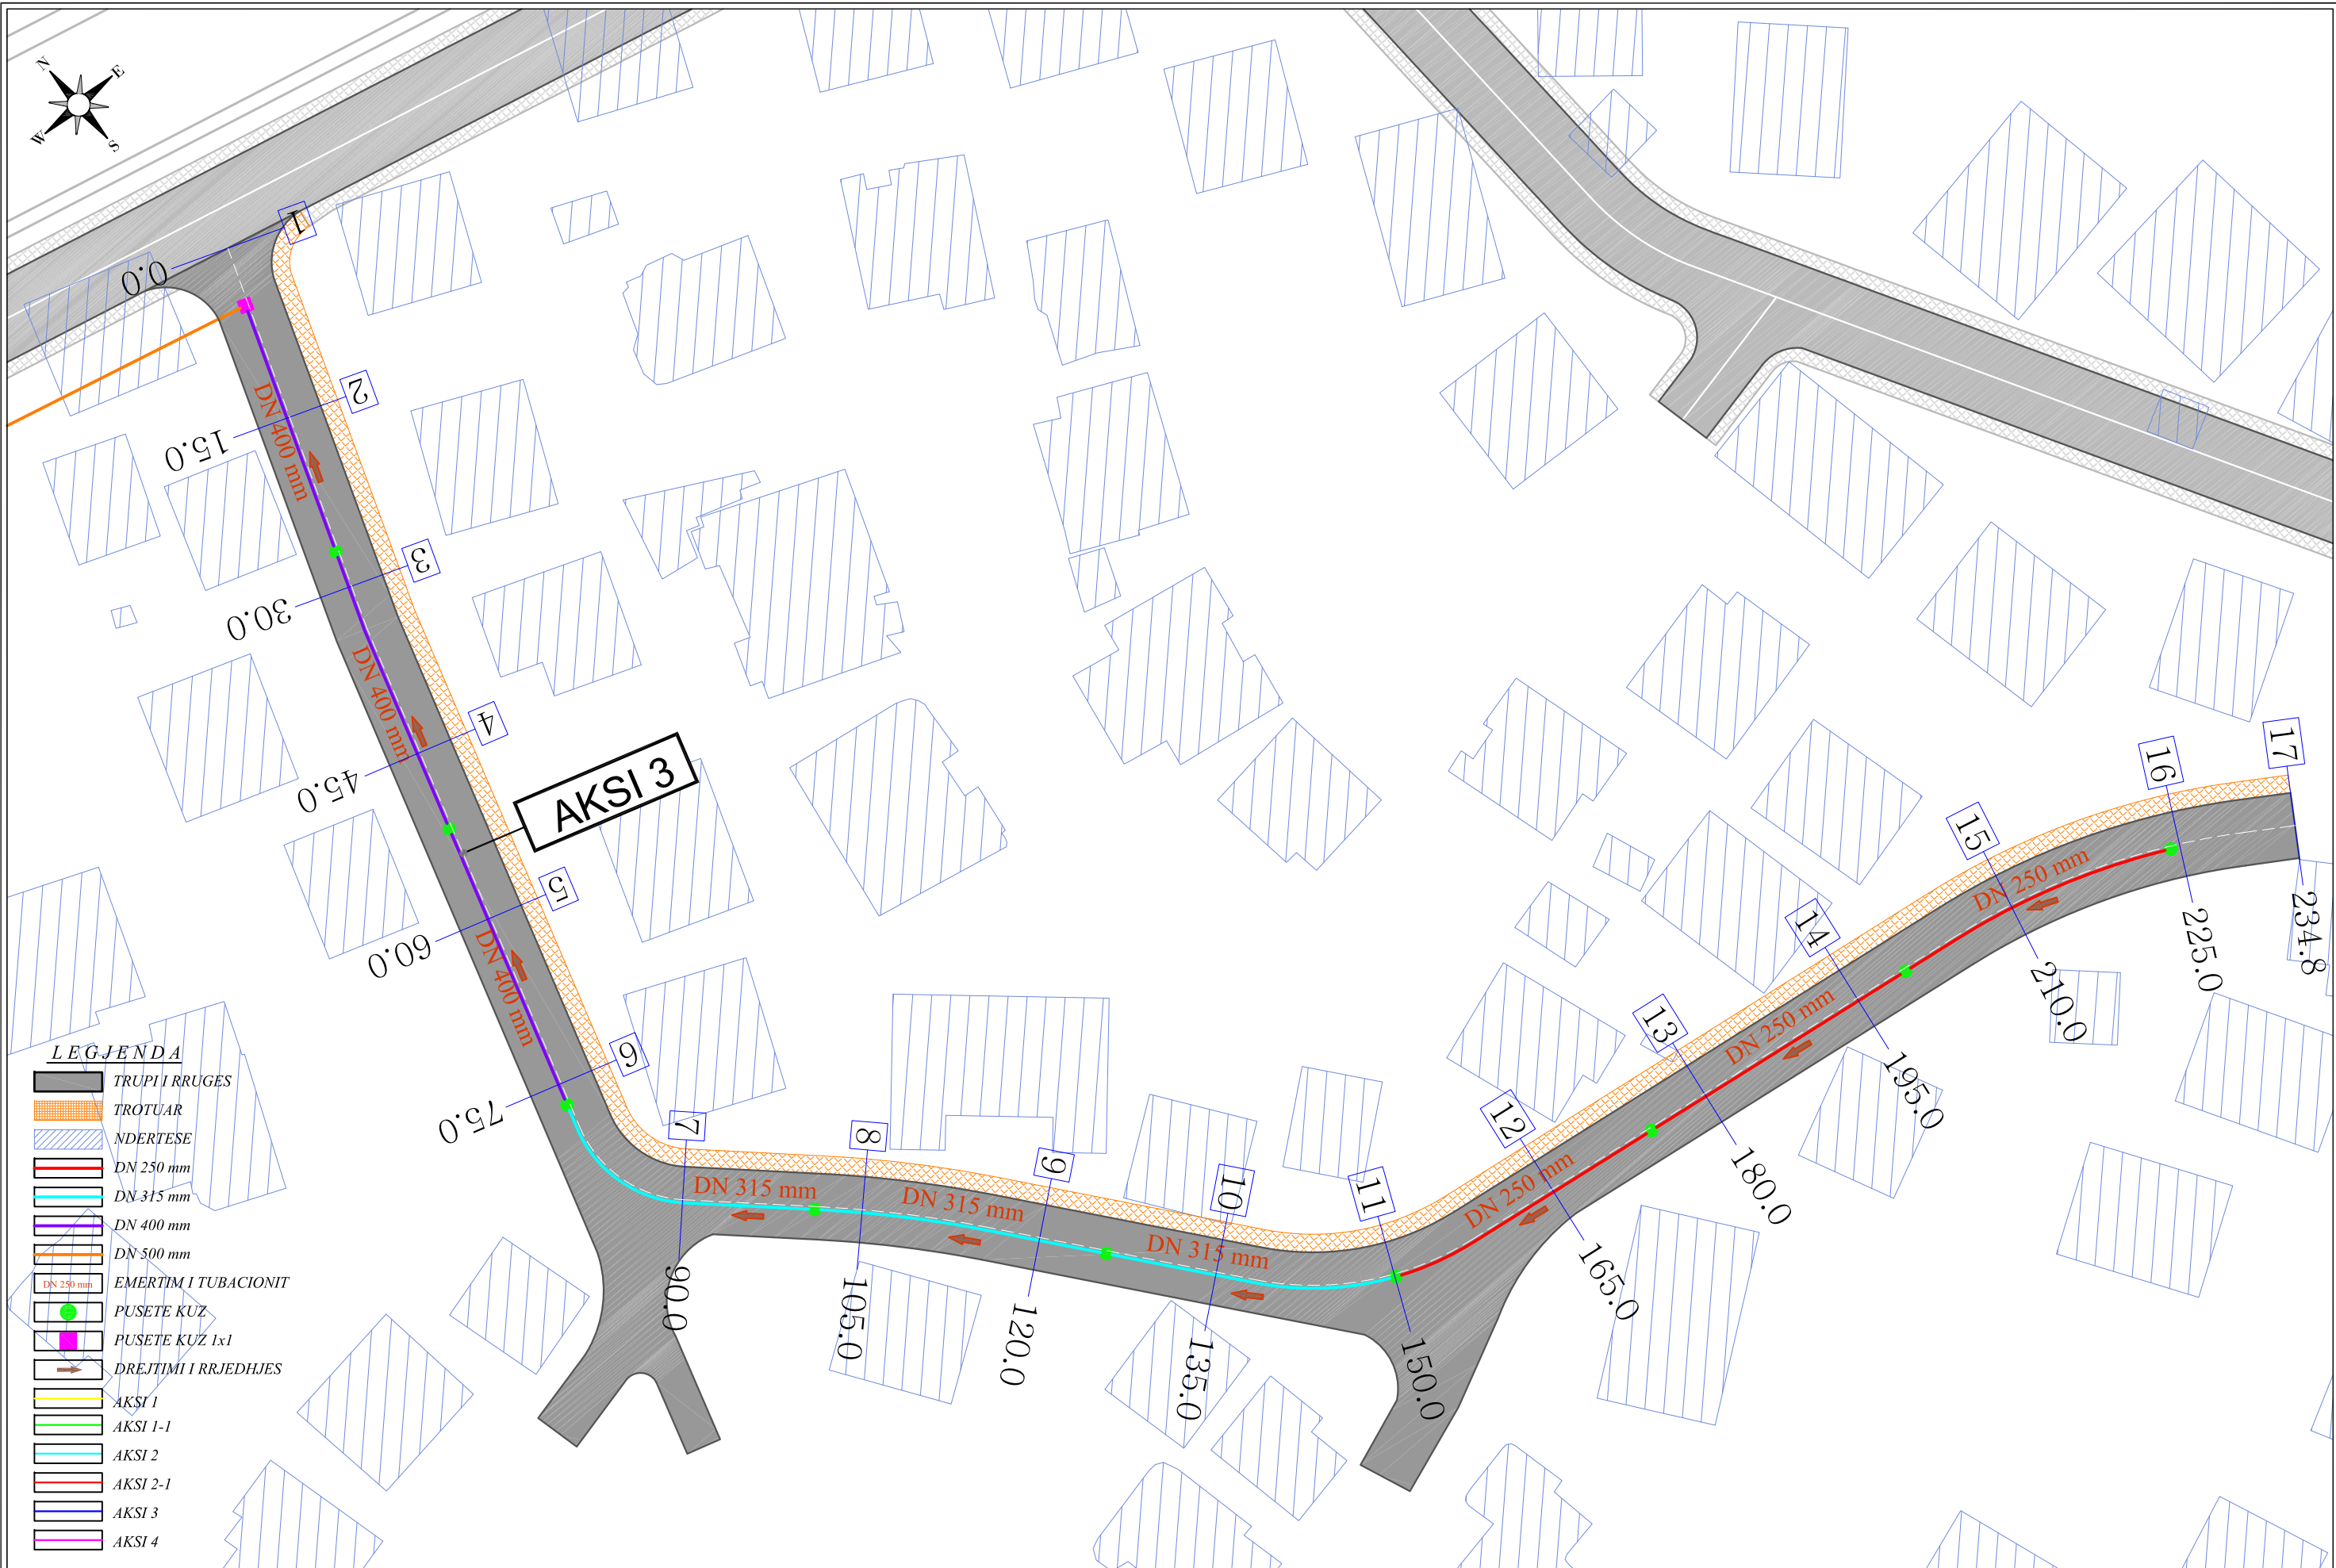 N
E
W
S
1
0.0
2
15.0
DN 400 mm
3
30.0
DN 400 mm
4
45.0
AKSI 3
5
60.0
DN 400 mm
6
75.0
7
90.0
DN 315 mm
8
105.0
DN 315 mm
9
120.0
DN 315 mm
10
135.0
11
150.0
DN 250 mm
12
165.0
13
180.0
DN 250 mm
14
195.0
DN 250 mm
15
210.0
16
225.0
17
234.8
LEGJENDA
TRUPI I RRUGES
TROTUAR
NDERTESE
DN 250 mm
DN 315 mm
DN 400 mm
DN 500 mm
DN 250 mm EMERTIM I TUBACIONIT
PUSETE KUZ
PUSETE KUZ 1x1
DREJTIMI I RRJEDHJES
AKSI 1
AKSI 1-1
AKSI 2
AKSI 2-1
AKSI 3
AKSI 4